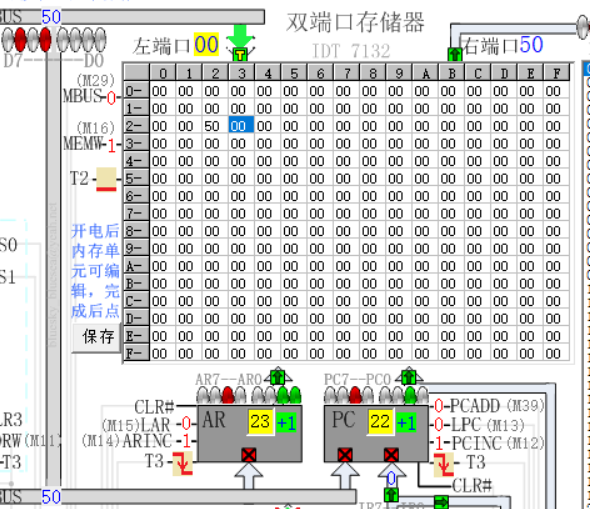 BUS 50
双端口存储器
左端口00
IDT 7132
右端口50
D7 D0
(M29)
MBUS-0
(M16)
MEMW-1
T2
0 1 2 3 4 5 6 7 8 9 A B C D E F
0- 00 00 00 00 00 00 00 00 00 00 00 00 00 00 00 00
1- 00 00 00 00 00 00 00 00 00 00 00 00 00 00 00 00
2- 00 00 50 00 00 00 00 00 00 00 00 00 00 00 00 00
3- 00 00 00 00 00 00 00 00 00 00 00 00 00 00 00 00
4- 00 00 00 00 00 00 00 00 00 00 00 00 00 00 00 00
5- 00 00 00 00 00 00 00 00 00 00 00 00 00 00 00 00
6- 00 00 00 00 00 00 00 00 00 00 00 00 00 00 00 00
7- 00 00 00 00 00 00 00 00 00 00 00 00 00 00 00 00
8- 00 00 00 00 00 00 00 00 00 00 00 00 00 00 00 00
9- 00 00 00 00 00 00 00 00 00 00 00 00 00 00 00 00
A- 00 00 00 00 00 00 00 00 00 00 00 00 00 00 00 00
B- 00 00 00 00 00 00 00 00 00 00 00 00 00 00 00 00
C- 00 00 00 00 00 00 00 00 00 00 00 00 00 00 00 00
D- 00 00 00 00 00 00 00 00 00 00 00 00 00 00 00 00
E- 00 00 00 00 00 00 00 00 00 00 00 00 00 00 00 00
F- 00 00 00 00 00 00 00 00 00 00 00 00 00 00 00 00
S0
S1
开电后
内存单
元可编
辑，完
成后点
保存
AR7--AR0
PC7--PC0
CLR#
(M15)LAR -0
(M14)ARINC -1
T3
AR 23 +1
PC 22 +1
0-PCADD (M39)
0-LPC (M13)
1-PCINC (M12)
T3
CLR#
LR3
DRW(M11)
-T3
0
BUS 50